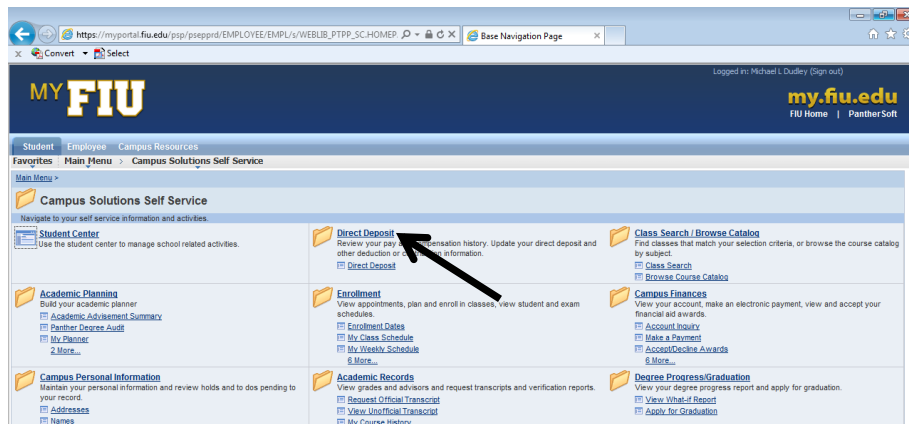 https://myportal.fiu.edu/psp/psepprd/EMPLOYEE/EMPL/s/WEBLIB_PTPP_SC.HOMEP
Base Navigation Page
x Convert Select
Logged in: Michael L Dudley (Sign out)
MY FIU
my.fiu.edu
FIU Home | PantherSoft
Student Employee Campus Resources
Favorites Main Menu > Campus Solutions Self Service
Main Menu >
Campus Solutions Self Service
Navigate to your self service information and activities.
Student Center
Use the student center to manage school related activities.
Direct Deposit
Review your pay and compensation history. Update your direct deposit and
other deduction or contribution information.
Direct Deposit
Class Search / Browse Catalog
Find classes that match your selection criteria, or browse the course catalog
by subject.
Class Search
Browse Course Catalog
Academic Planning
Build your academic planner
Academic Advisement Summary
Panther Degree Audit
My Planner
2 More...
Enrollment
View appointments, plan and enroll in classes, view student and exam
schedules.
Enrollment Dates
My Class Schedule
My Weekly Schedule
6 More...
Campus Finances
View your account, make an electronic payment, view and accept your
financial aid awards.
Account Inquiry
Make a Payment
Accept/Decline Awards
6 More...
Campus Personal Information
Maintain your personal information and review holds and to dos pending to
your record.
Addresses
Names
Academic Records
View grades and advisors and request transcripts and verification reports.
Request Official Transcript
View Unofficial Transcript
My Course History
Degree Progress/Graduation
View your degree progress report and apply for graduation.
View What-if Report
Apply for Graduation